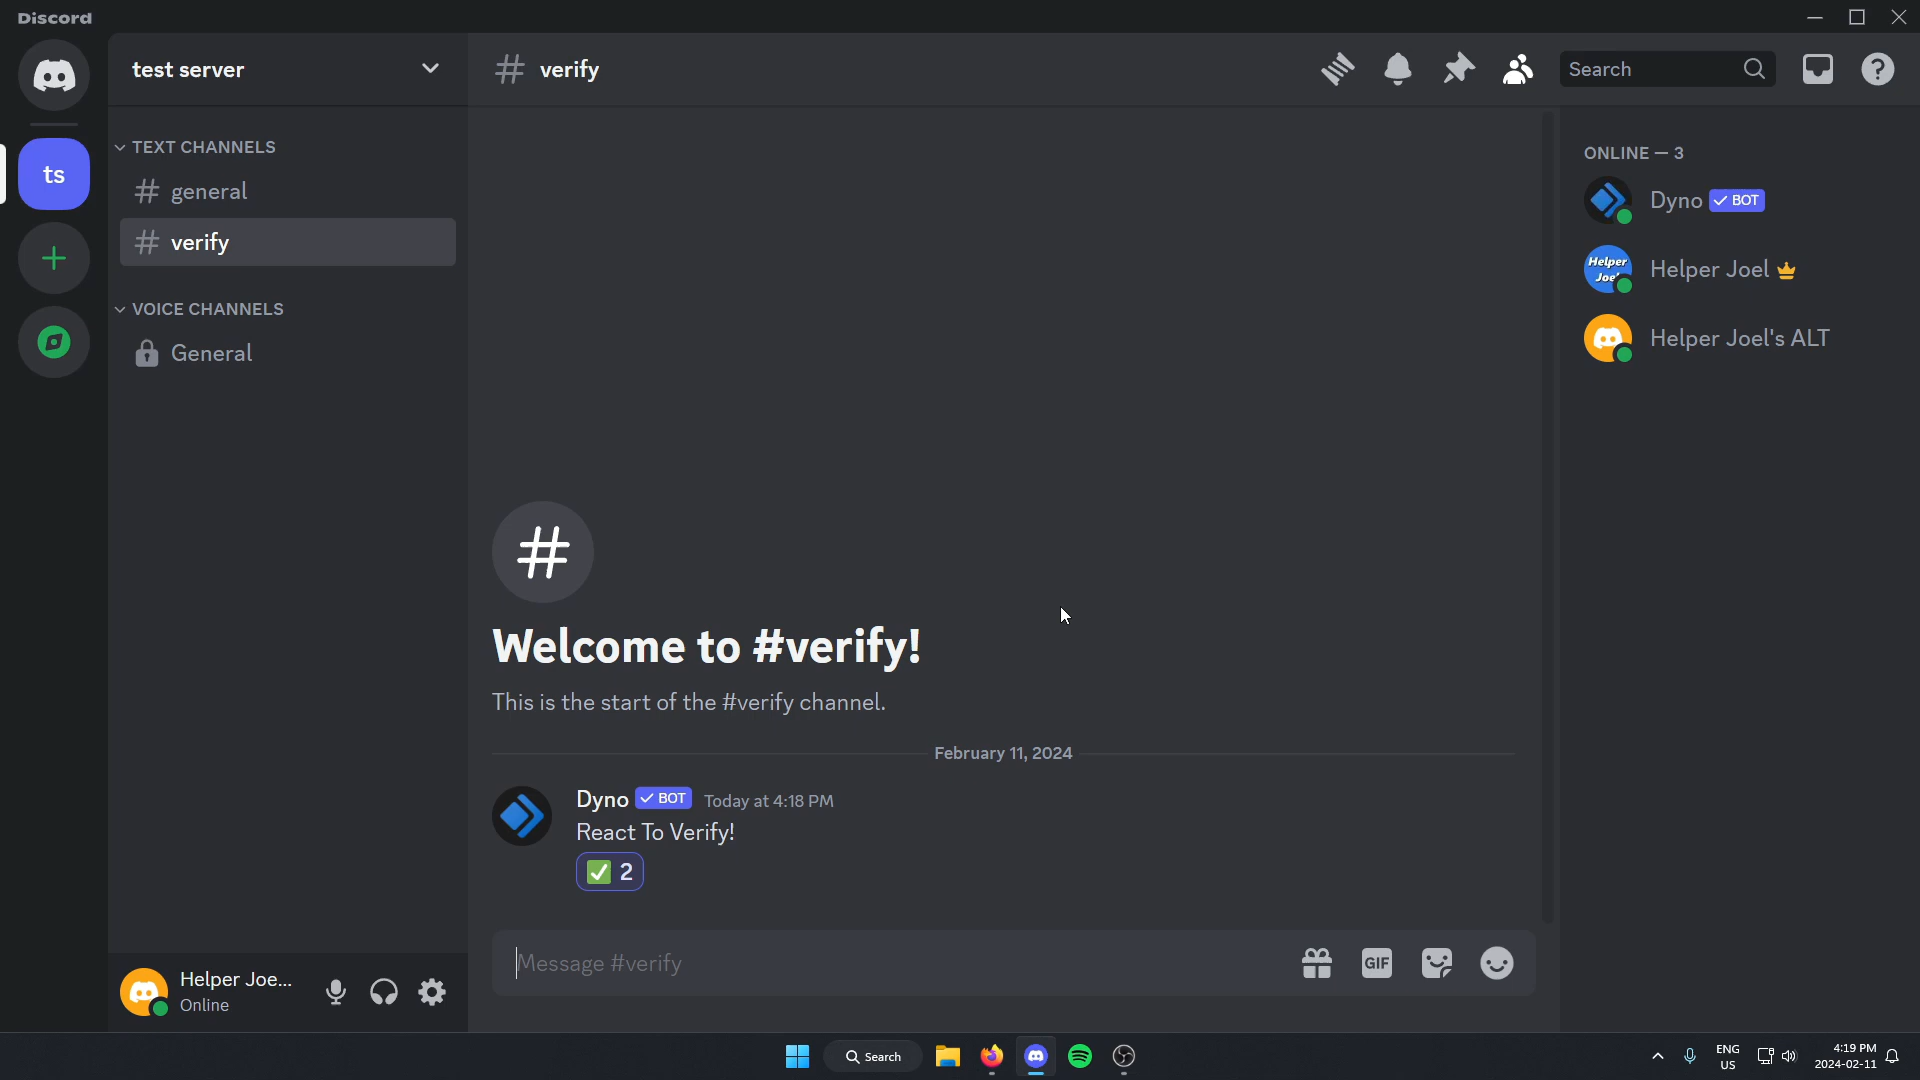 Discord
test server
verify
Search
ts
TEXT CHANNELS
general
verify
VOICE CHANNELS
General
ONLINE — 3
Dyno BOT
Helper Joel
Helper Joel
Helper Joel's ALT
#
Welcome to #verify!
This is the start of the #verify channel.
February 11, 2024
Dyno BOT Today at 4:18 PM
React To Verify!
2
Message #verify
GIF
Helper Joe...
Online
Search
ENG
US
4:19 PM
2024-02-11